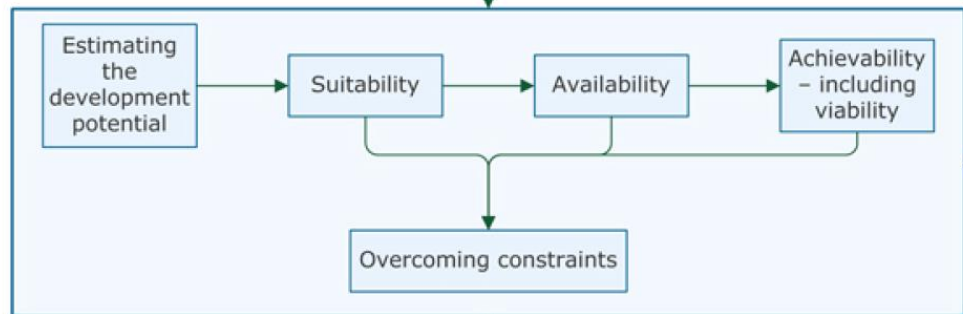 Estimating
the
development
potential
Suitability
Availability
Achievability
– including
viability
Overcoming constraints